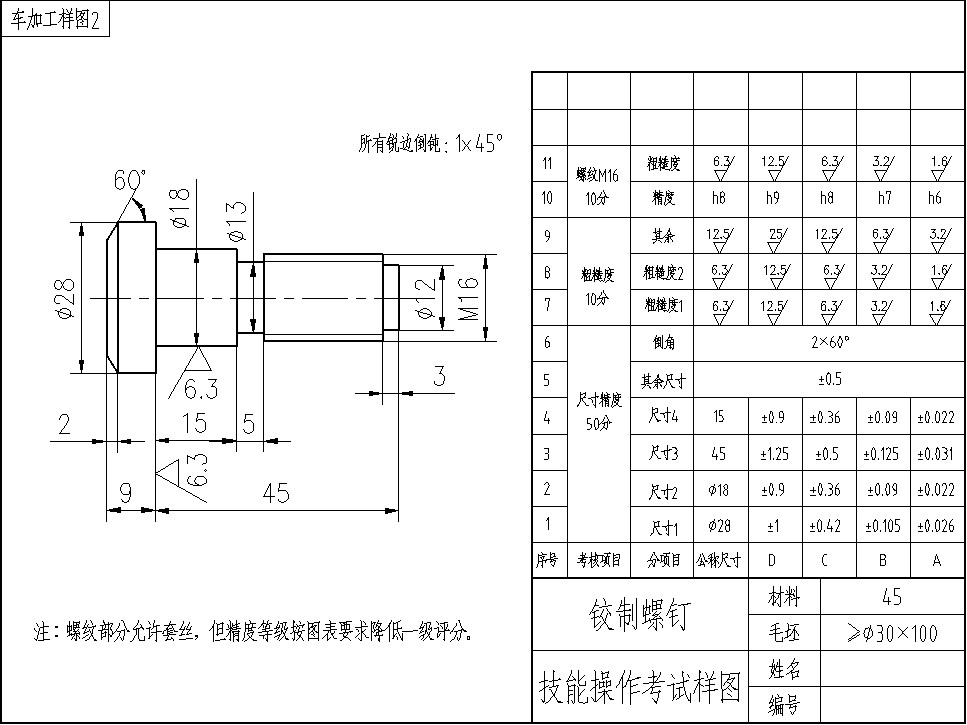 车加工样图2
所有锐边倒钝：1×45°
60°
φ18
φ13
φ28
φ12
M16
6.3
3
2
15
5
6.3
9
45
注：螺纹部分允许套丝，但精度等级按图表要求降低一级评分。
11 螺纹M16 10分 粗糙度 6.3 12.5 6.3 3.2 1.6
10 精度 h8 h9 h8 h7 h6
9 粗糙度 10分 其余 12.5 25 12.5 6.3 3.2
8 粗糙度2 6.3 12.5 6.3 3.2 1.6
7 粗糙度1 6.3 12.5 6.3 3.2 1.6
6 尺寸精度 50分 倒角 2×60°
5 其余尺寸 ±0.5
4 尺寸4 15 ±0.9 ±0.36 ±0.09 ±0.022
3 尺寸3 45 ±1.25 ±0.5 ±0.125 ±0.031
2 尺寸2 φ18 ±0.9 ±0.36 ±0.09 ±0.022
1 尺寸1 φ28 ±1 ±0.42 ±0.105 ±0.026
序号 考核项目 分项目 公称尺寸 D C B A
铰制螺钉
材料 45
毛坯 ≥φ30×100
技能操作考试样图
姓名
编号